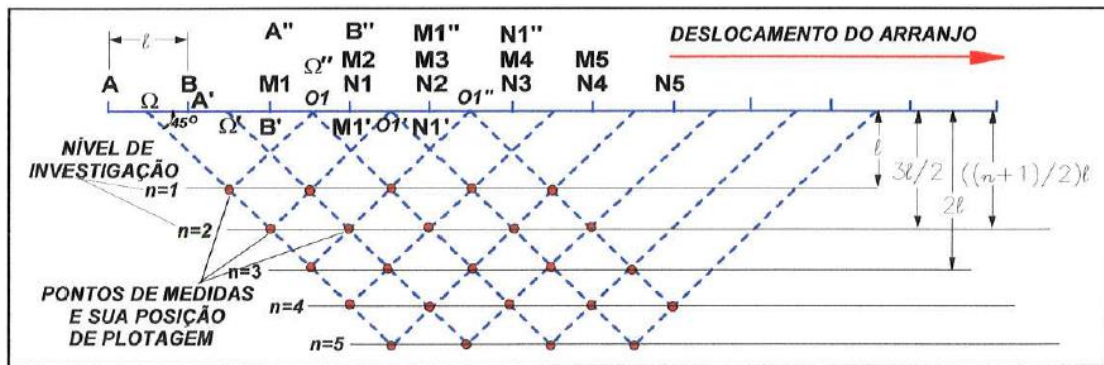 A'' B'' M1'' N1''
DESLOCAMENTO DO ARRANJO
ℓ Ω'' M2 M3 M4 M5
A Ω B A' M1 O1 N1 N2 O1'' N3 N4 N5
45º Ω' B' M1' O1' N1'
NÍVEL DE
INVESTIGAÇÃO
n=1
n=2
n=3
n=4
n=5
ℓ
3ℓ/2
2ℓ
((n+1)/2)ℓ
PONTOS DE MEDIDAS
E SUA POSIÇÃO
DE PLOTAGEM